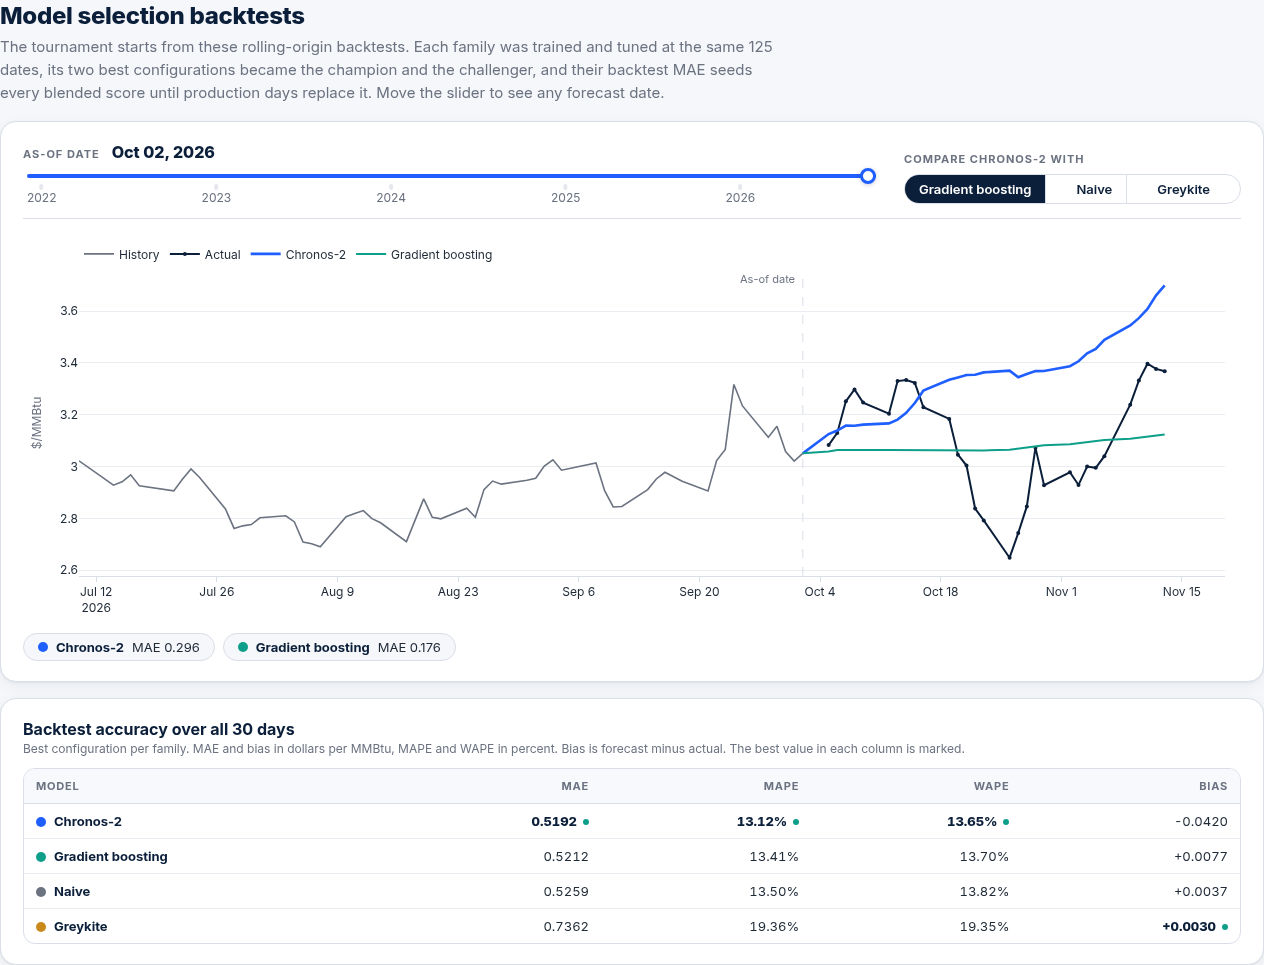 Model selection backtests
The tournament starts from these rolling-origin backtests. Each family was trained and tuned at the same 125
dates, its two best configurations became the champion and the challenger, and their backtest MAE seeds
every blended score until production days replace it. Move the slider to see any forecast date.
AS-OF DATE Oct 02, 2026
2022 2023 2024 2025 2026
COMPARE CHRONOS-2 WITH
Gradient boosting Naive Greykite
History Actual Chronos-2 Gradient boosting
As-of date
$/MMBtu
3.6
3.4
3.2
3
2.8
2.6
Jul 12 Jul 26 Aug 9 Aug 23 Sep 6 Sep 20 Oct 4 Oct 18 Nov 1 Nov 15
2026
Chronos-2 MAE 0.296 Gradient boosting MAE 0.176
Backtest accuracy over all 30 days
Best configuration per family. MAE and bias in dollars per MMBtu, MAPE and WAPE in percent. Bias is forecast minus actual. The best value in each column is marked.
MODEL MAE MAPE WAPE BIAS
Chronos-2 0.5192 13.12% 13.65% -0.0420
Gradient boosting 0.5212 13.41% 13.70% +0.0077
Naive 0.5259 13.50% 13.82% +0.0037
Greykite 0.7362 19.36% 19.35% +0.0030